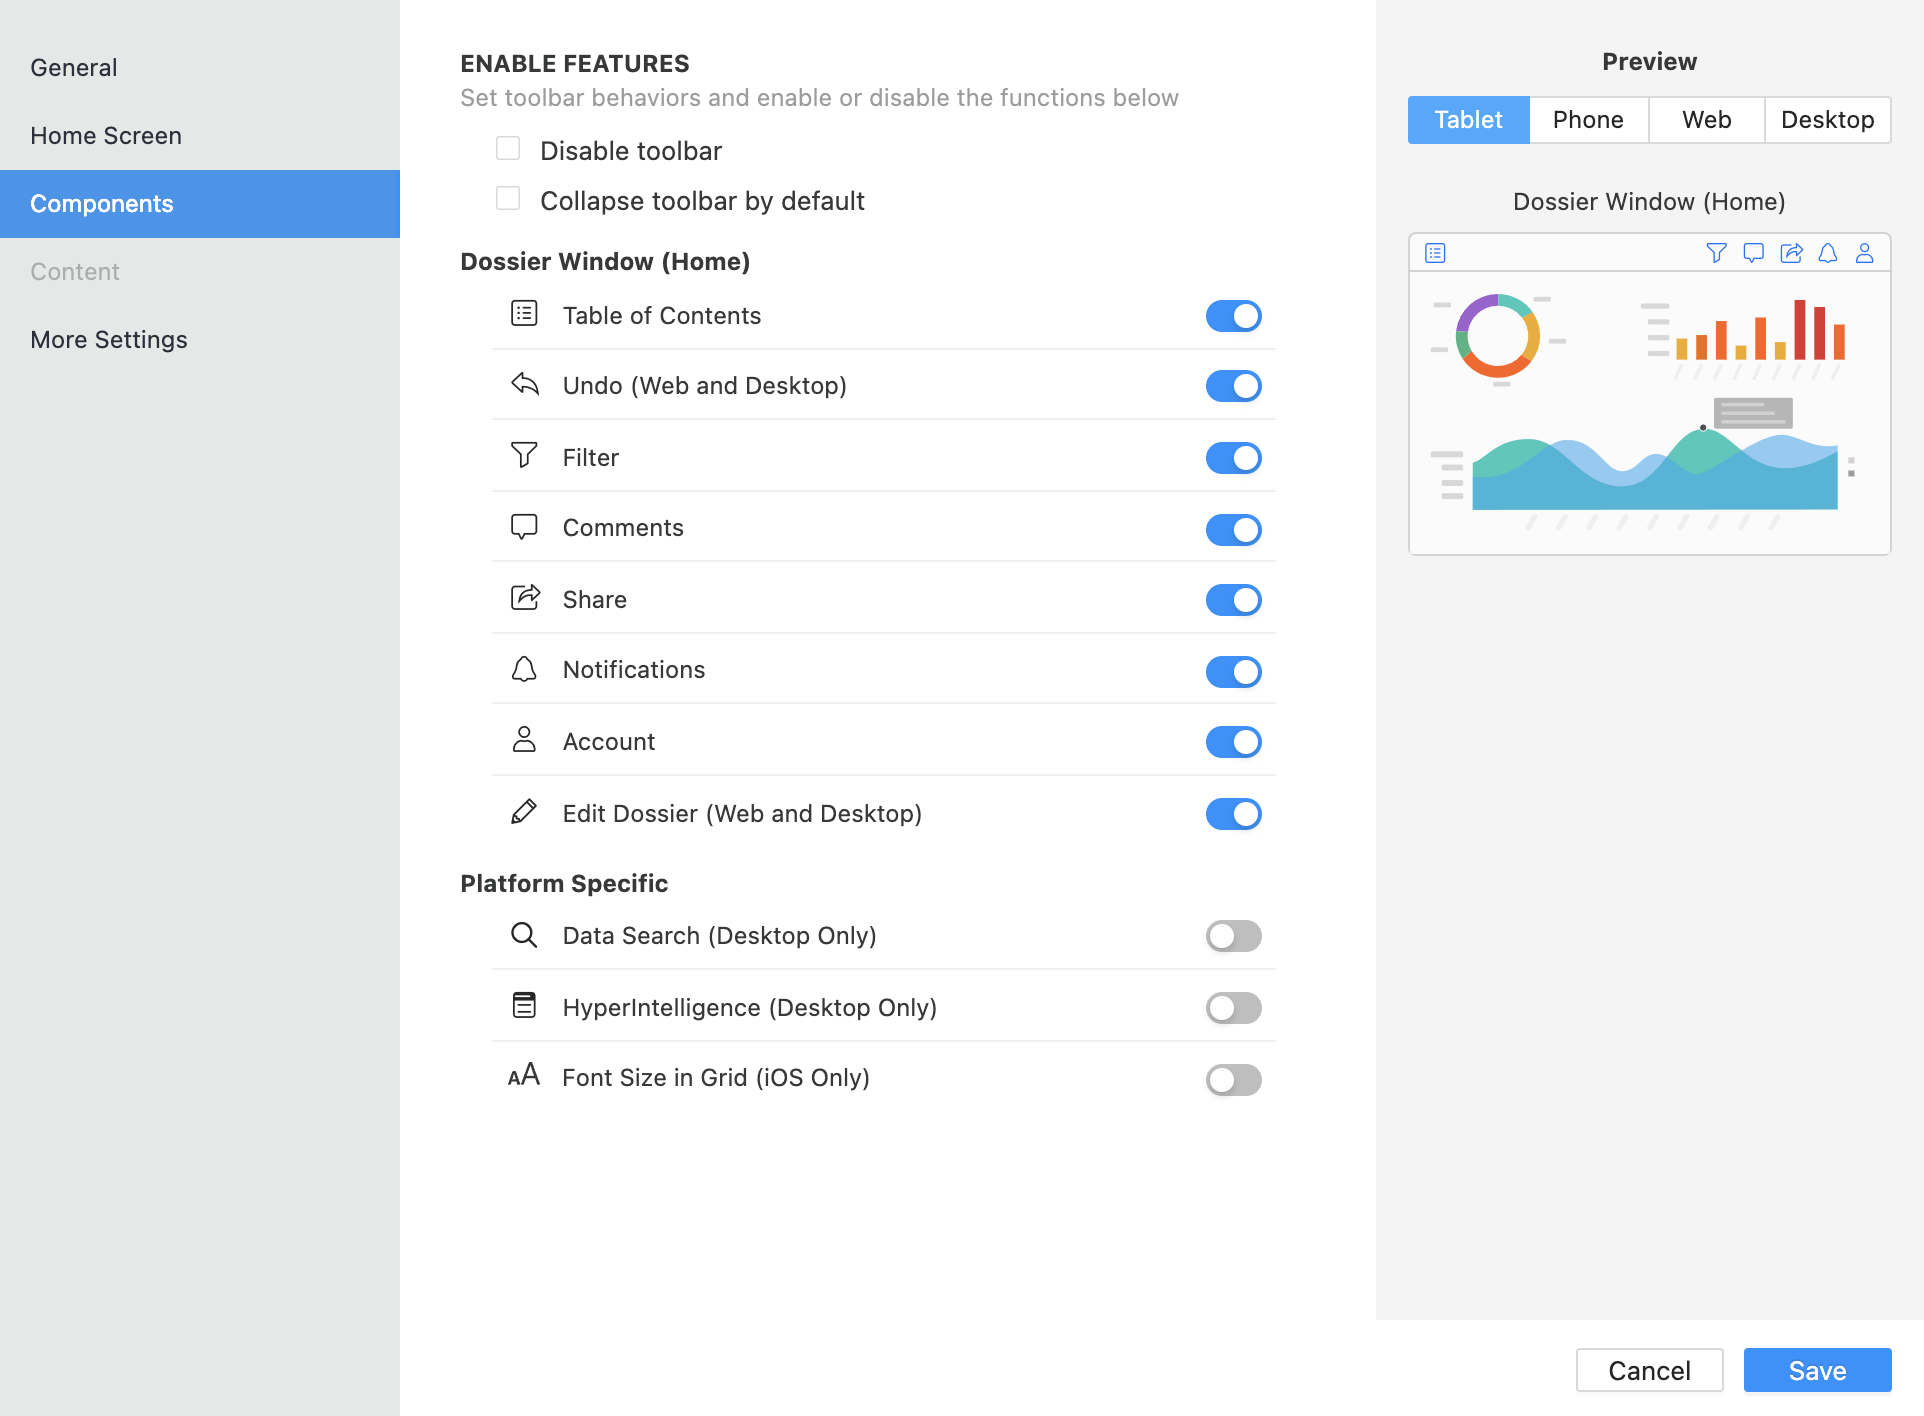 General
Home Screen
Components
Content
More Settings
ENABLE FEATURES
Set toolbar behaviors and enable or disable the functions below
Disable toolbar
Collapse toolbar by default
Dossier Window (Home)
Table of Contents
Undo (Web and Desktop)
Filter
Comments
Share
Notifications
Account
Edit Dossier (Web and Desktop)
Platform Specific
Data Search (Desktop Only)
HyperIntelligence (Desktop Only)
AA Font Size in Grid (iOS Only)
Preview
Tablet Phone Web Desktop
Dossier Window (Home)
Cancel Save